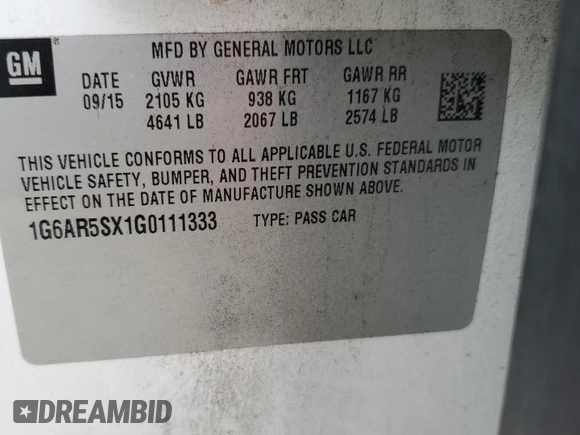 GM
MFD BY GENERAL MOTORS LLC
DATE GVWR GAWR FRT GAWR RR
09/15 2105 KG 938 KG 1167 KG
4641 LB 2067 LB 2574 LB
THIS VEHICLE CONFORMS TO ALL APPLICABLE U.S. FEDERAL MOTOR
VEHICLE SAFETY, BUMPER, AND THEFT PREVENTION STANDARDS IN
EFFECT ON THE DATE OF MANUFACTURE SHOWN ABOVE.
1G6AR5SX1G0111333 TYPE: PASS CAR
DREAMBID